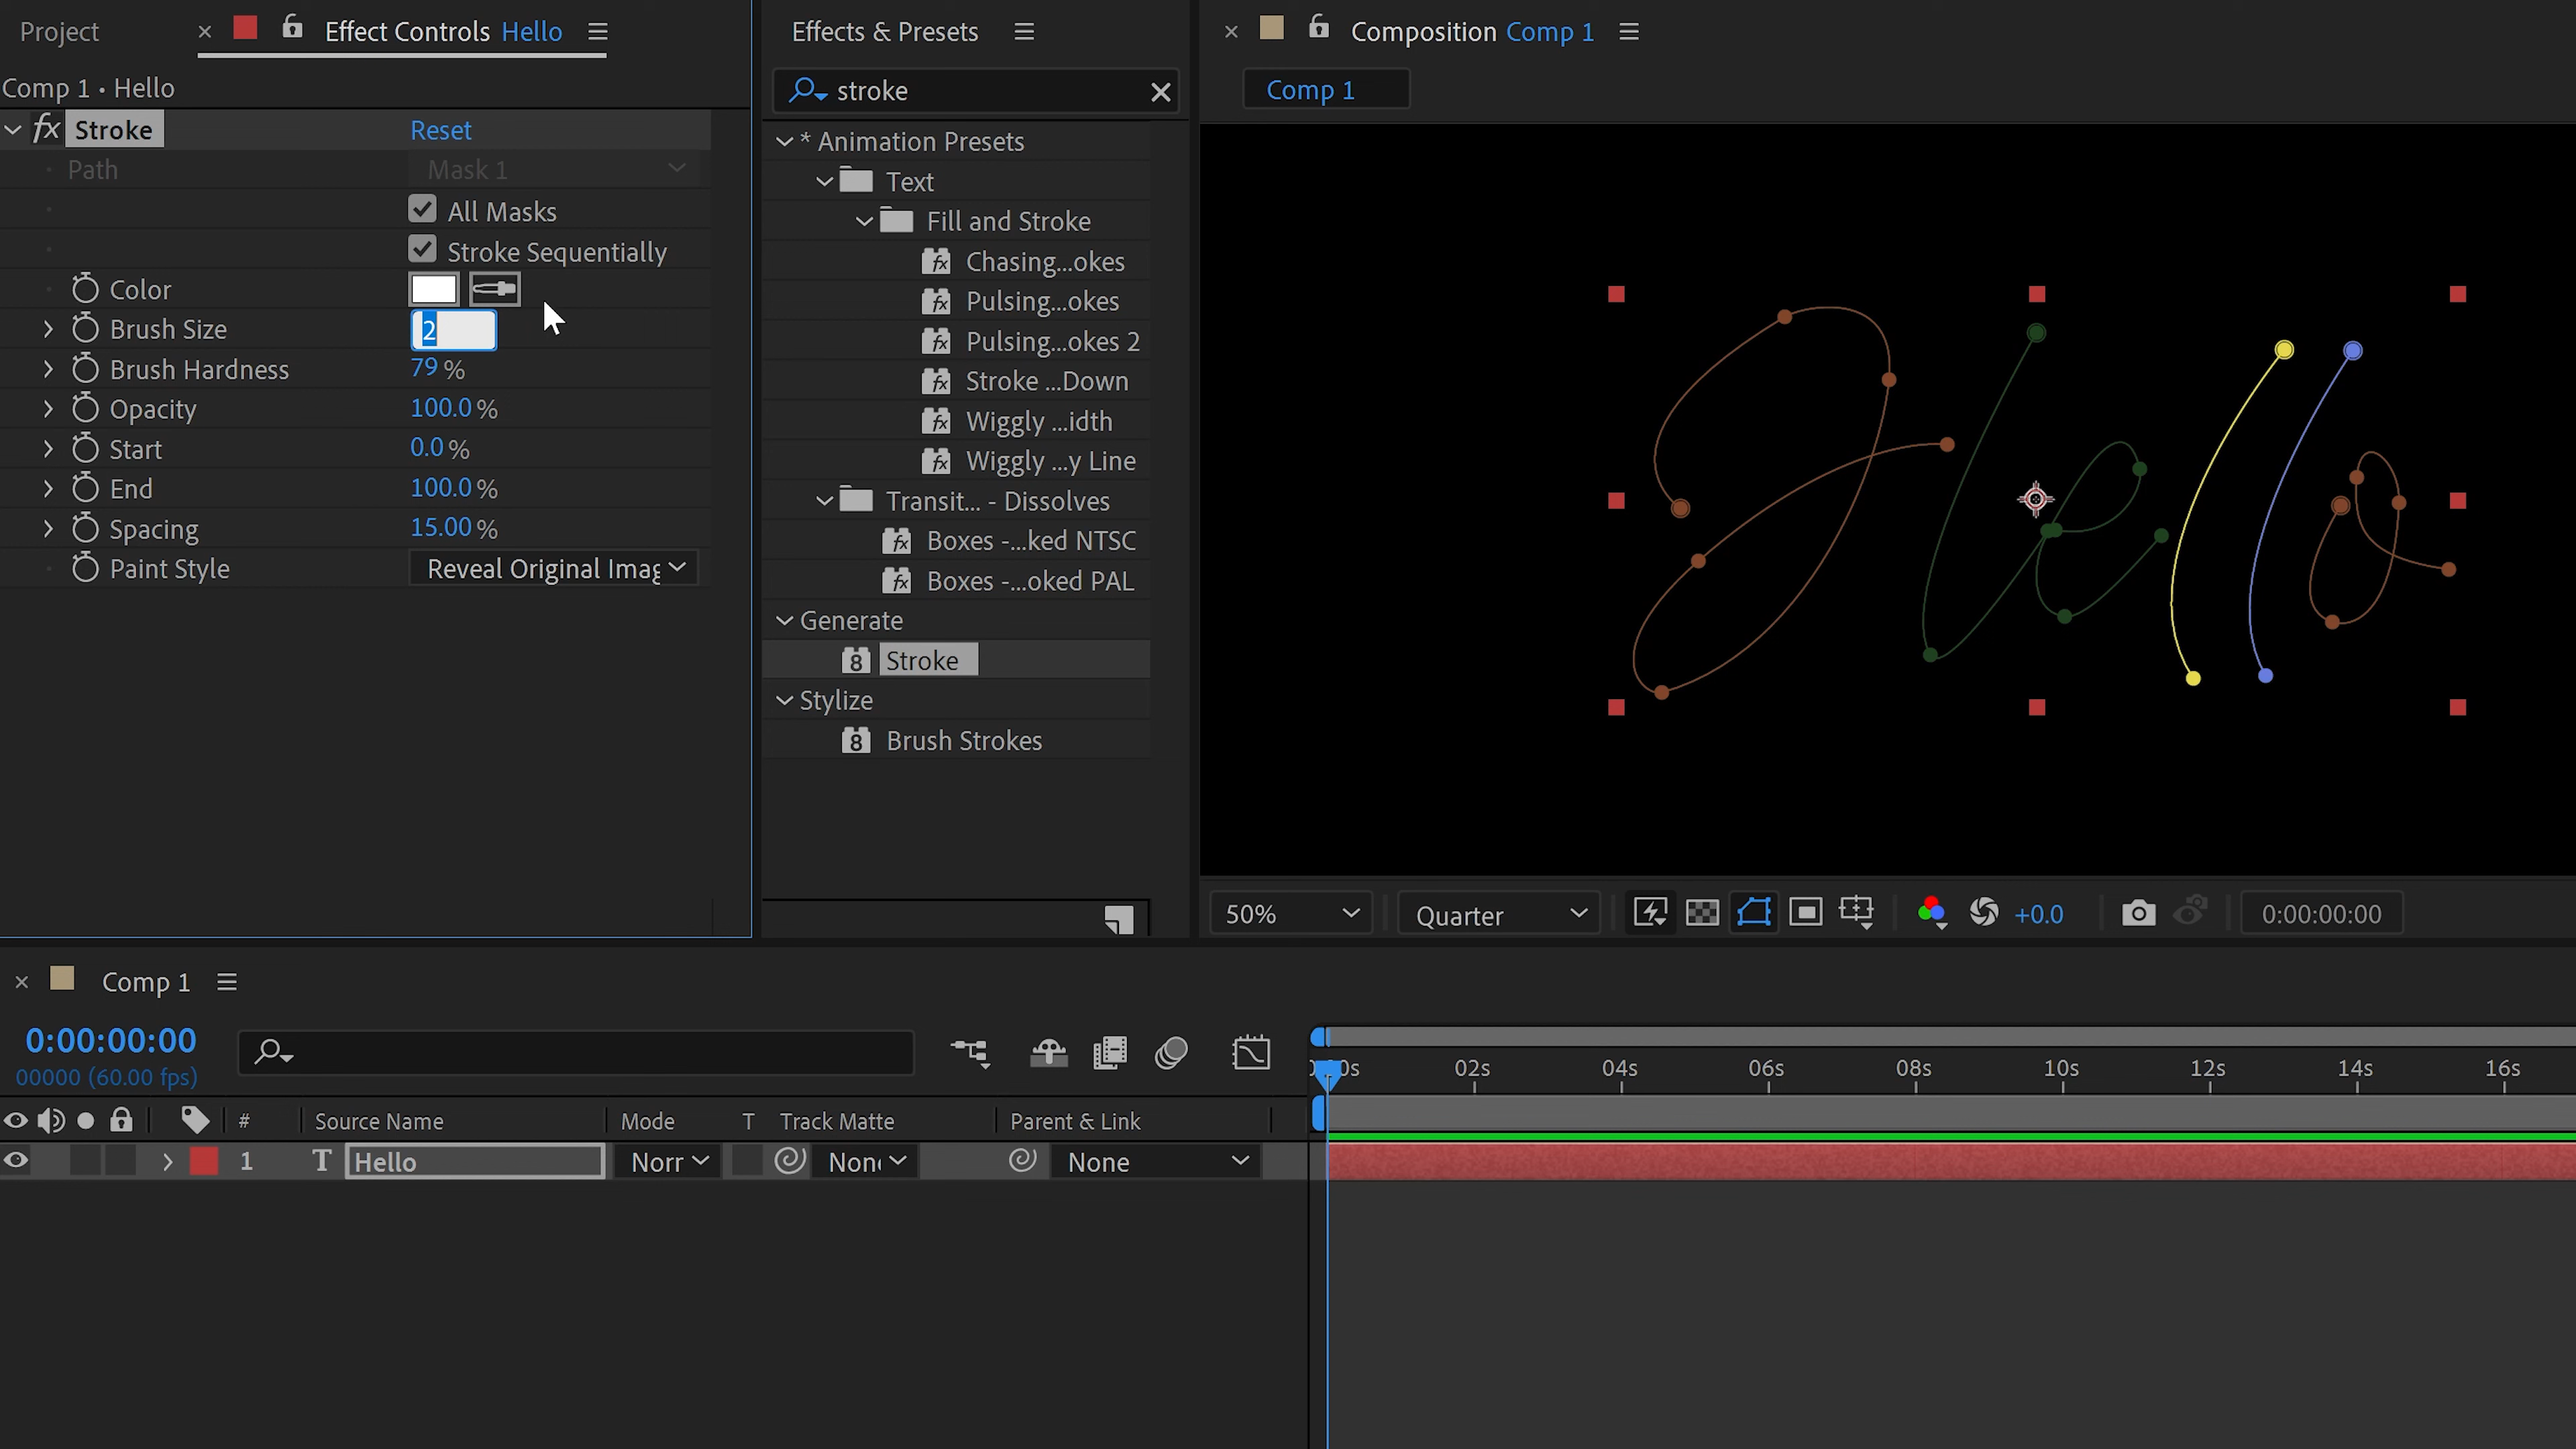 Project
Effect Controls Hello
Comp 1 • Hello
fx Stroke Reset
Path Mask 1
All Masks
Stroke Sequentially
Color
Brush Size 2
Brush Hardness 79 %
Opacity 100.0 %
Start 0.0 %
End 100.0 %
Spacing 15.00 %
Paint Style Reveal Original Imag
Effects & Presets
stroke
* Animation Presets
Text
Fill and Stroke
Chasing...okes
Pulsing...okes
Pulsing...okes 2
Stroke ...Down
Wiggly ...idth
Wiggly ...y Line
Transit... - Dissolves
Boxes -...ked NTSC
Boxes -...oked PAL
Generate
Stroke
Stylize
Brush Strokes
Composition Comp 1
Comp 1
Hello
50% Quarter +0.0 0:00:00:00
Comp 1
0:00:00:00
00000 (60.00 fps)
02s 04s 06s 08s 10s 12s 14s 16s
# Source Name Mode T Track Matte Parent & Link
1 T Hello Norr None None